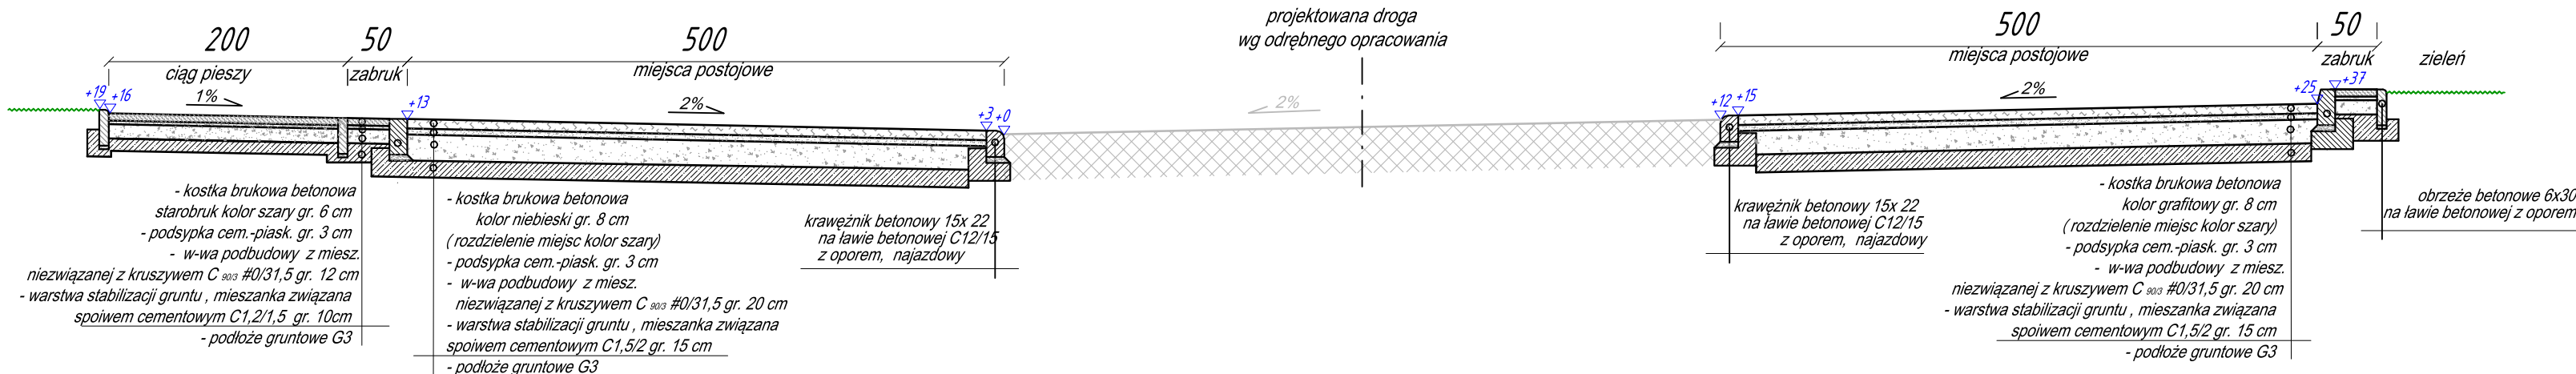 projektowana droga
wg odrębnego opracowania
200
50
500
500
50
ciąg pieszy
zabruk
miejsca postojowe
miejsca postojowe
zabruk
zieleń
+19
+16
1%
+13
2%
+3
+0
2%
+12
+15
2%
+25
+37
- kostka brukowa betonowa
starobruk kolor szary gr. 6 cm
- podsypka cem.-piask. gr. 3 cm
- w-wa podbudowy z miesz.
niezwiązanej z kruszywem C 90/3 #0/31,5 gr. 12 cm
- warstwa stabilizacji gruntu , mieszanka związana
spoiwem cementowym C1,2/1,5 gr. 10cm
- podłoże gruntowe G3
- kostka brukowa betonowa
kolor niebieski gr. 8 cm
( rozdzielenie miejsc kolor szary)
- podsypka cem.-piask. gr. 3 cm
- w-wa podbudowy z miesz.
niezwiązanej z kruszywem C 90/3 #0/31,5 gr. 20 cm
- warstwa stabilizacji gruntu , mieszanka związana
spoiwem cementowym C1,5/2 gr. 15 cm
- podłoże gruntowe G3
krawężnik betonowy 15x 22
na ławie betonowej C12/15
z oporem, najazdowy
krawężnik betonowy 15x 22
na ławie betonowej C12/15
z oporem, najazdowy
- kostka brukowa betonowa
kolor grafitowy gr. 8 cm
( rozdzielenie miejsc kolor szary)
- podsypka cem.-piask. gr. 3 cm
- w-wa podbudowy z miesz.
niezwiązanej z kruszywem C 90/3 #0/31,5 gr. 20 cm
- warstwa stabilizacji gruntu , mieszanka związana
spoiwem cementowym C1,5/2 gr. 15 cm
- podłoże gruntowe G3
obrzeże betonowe 6x30
na ławie betonowej z oporem